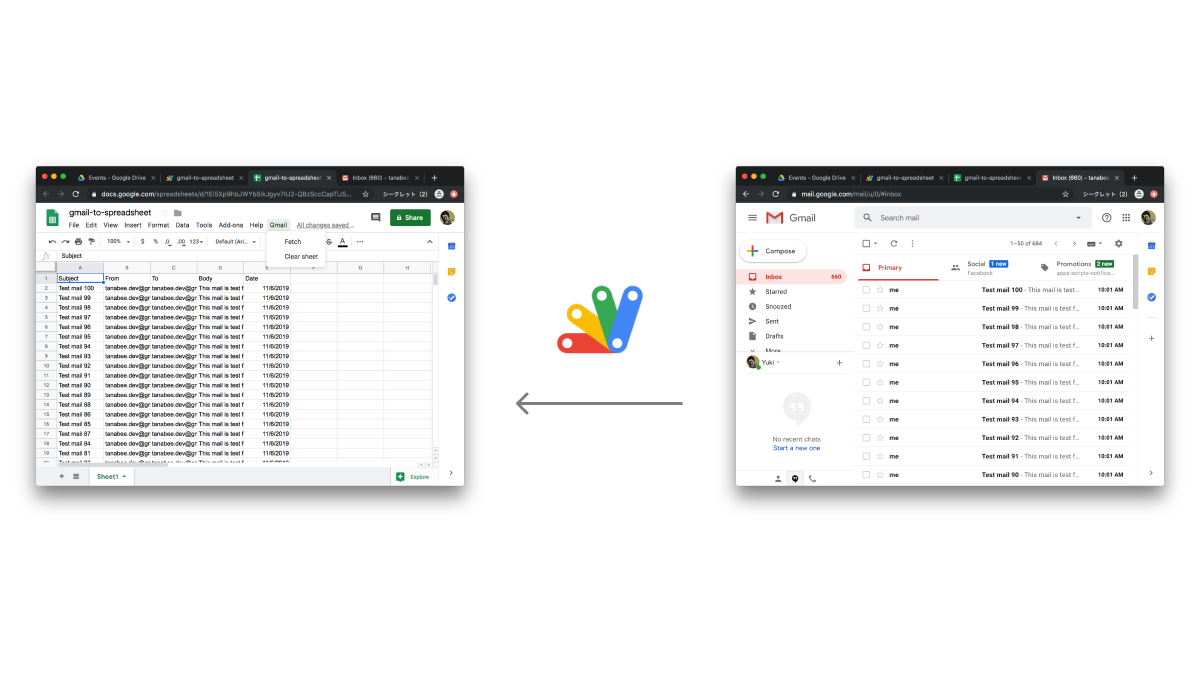 Events - Google Drive × gmail-to-spreadsheet × gmail-to-spreadsheet × Inbox (660) - tanabe × +
docs.google.com/spreadsheets/d/ シークレット (2)
gmail-to-spreadsheet
File Edit View Insert Format Data Tools Add-ons Help Gmail All changes saved... Share
100% $ % .0 .00 123 Default (Ari... A
Fetch
Clear sheet
fx Subject
A B C D E F G H
1 Subject From To Body Date
2 Test mail 100 tanabee.dev@gr tanabee.dev@gr This mail is test f 11/6/2019
3 Test mail 99 tanabee.dev@gr tanabee.dev@gr This mail is test f 11/6/2019
4 Test mail 98 tanabee.dev@gr tanabee.dev@gr This mail is test f 11/6/2019
5 Test mail 97 tanabee.dev@gr tanabee.dev@gr This mail is test f 11/6/2019
6 Test mail 96 tanabee.dev@gr tanabee.dev@gr This mail is test f 11/6/2019
7 Test mail 95 tanabee.dev@gr tanabee.dev@gr This mail is test f 11/6/2019
8 Test mail 94 tanabee.dev@gr tanabee.dev@gr This mail is test f 11/6/2019
9 Test mail 93 tanabee.dev@gr tanabee.dev@gr This mail is test f 11/6/2019
10 Test mail 92 tanabee.dev@gr tanabee.dev@gr This mail is test f 11/6/2019
11 Test mail 91 tanabee.dev@gr tanabee.dev@gr This mail is test f 11/6/2019
12 Test mail 90 tanabee.dev@gr tanabee.dev@gr This mail is test f 11/6/2019
13 Test mail 89 tanabee.dev@gr tanabee.dev@gr This mail is test f 11/6/2019
14 Test mail 88 tanabee.dev@gr tanabee.dev@gr This mail is test f 11/6/2019
15 Test mail 86 tanabee.dev@gr tanabee.dev@gr This mail is test f 11/6/2019
16 Test mail 85 tanabee.dev@gr tanabee.dev@gr This mail is test f 11/6/2019
17 Test mail 87 tanabee.dev@gr tanabee.dev@gr This mail is test f 11/6/2019
18 Test mail 84 tanabee.dev@gr tanabee.dev@gr This mail is test f 11/6/2019
19 Test mail 81 tanabee.dev@gr tanabee.dev@gr This mail is test f 11/6/2019
+ Sheet1 Explore
Events - Google Drive × gmail-to-spreadsheet × gmail-to-spreadsheet × Inbox (660) - tanabe × +
mail.google.com/mail/u/0/#inbox シークレット (2)
Gmail Search mail
Compose 1–50 of 684
Inbox 660
Primary
Social 1 new
Facebook
Promotions 2 new
apps-scripts-notifica...
Starred
Snoozed
Sent
Drafts
More
Yuki +
No recent chats
Start a new one
me Test mail 100 - This mail is test... 10:01 AM
me Test mail 99 - This mail is test f... 10:01 AM
me Test mail 98 - This mail is test f... 10:01 AM
me Test mail 97 - This mail is test f... 10:01 AM
me Test mail 96 - This mail is test f... 10:01 AM
me Test mail 95 - This mail is test f... 10:01 AM
me Test mail 94 - This mail is test f... 10:01 AM
me Test mail 93 - This mail is test f... 10:01 AM
me Test mail 92 - This mail is test f... 10:01 AM
me Test mail 91 - This mail is test f... 10:01 AM
me Test mail 90 - This mail is test f... 10:01 AM